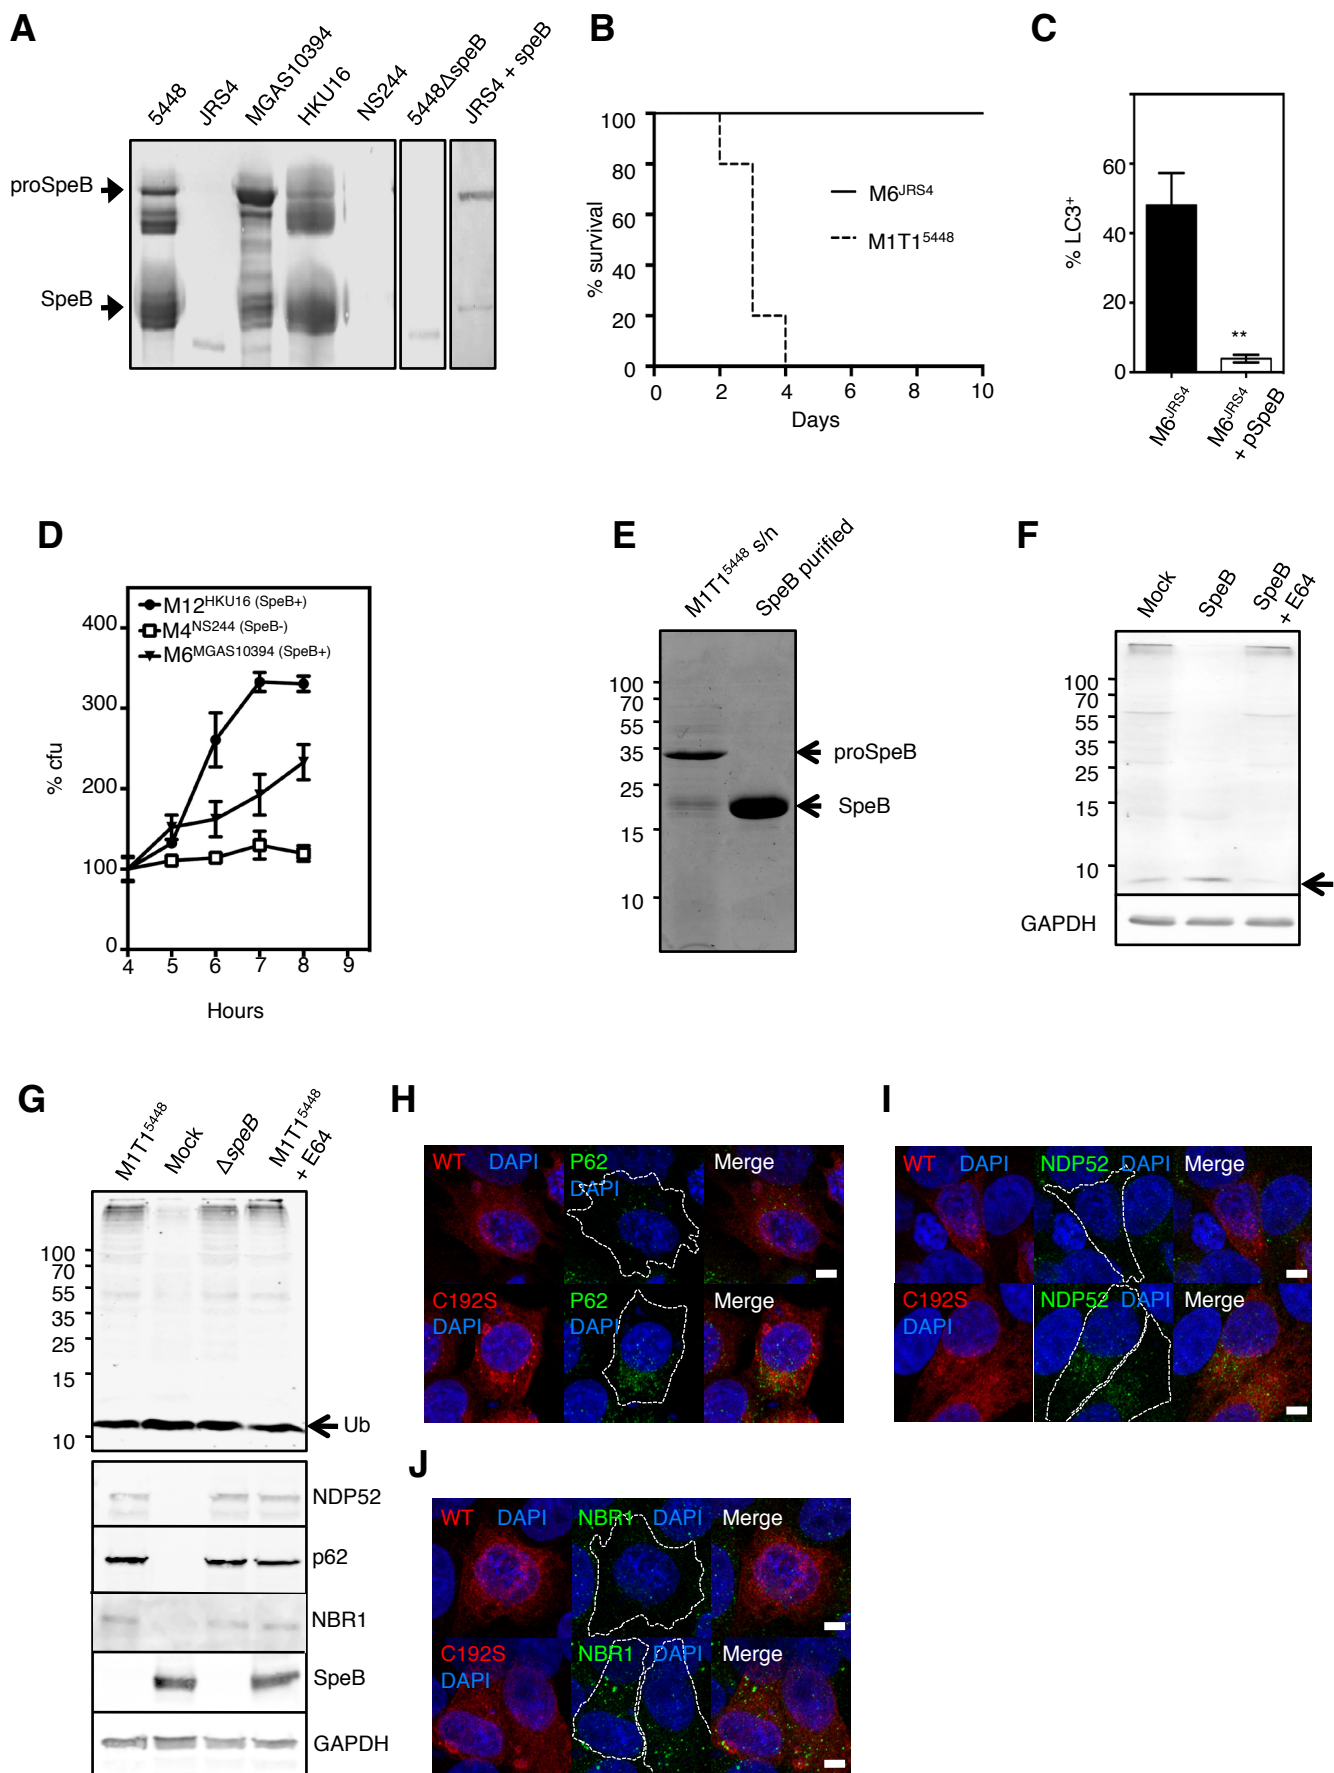 A
5448
JRS4
MGAS10394
HKU16
NS244
5448ΔspeB
JRS4 + speB
proSpeB
SpeB
B
% survival
100
80
60
40
20
0
M6JRS4
M1T15448
0 2 4 6 8 10
Days
C
% LC3+
60
40
20
0
**
M6JRS4
M6JRS4
+ pSpeB
D
% cfu
400
300
200
100
0
M12HKU16 (SpeB+)
M4NS244 (SpeB-)
M6MGAS10394 (SpeB+)
4 5 6 7 8 9
Hours
E
M1T15448 s/n
SpeB purified
100
70
55
35
25
15
10
proSpeB
SpeB
F
Mock
SpeB
SpeB
+ E64
100
70
55
35
25
15
10
GAPDH
G
M1T15448
Mock
ΔspeB
M1T15448
+ E64
100
70
55
35
25
15
10
Ub
NDP52
p62
NBR1
SpeB
GAPDH
H
WT DAPI
P62
DAPI
Merge
C192S
DAPI
P62
DAPI
Merge
I
WT DAPI
NDP52 DAPI
Merge
C192S
DAPI
NDP52 DAPI
Merge
J
WT DAPI
NBR1 DAPI
Merge
C192S
DAPI
NBR1 DAPI
Merge